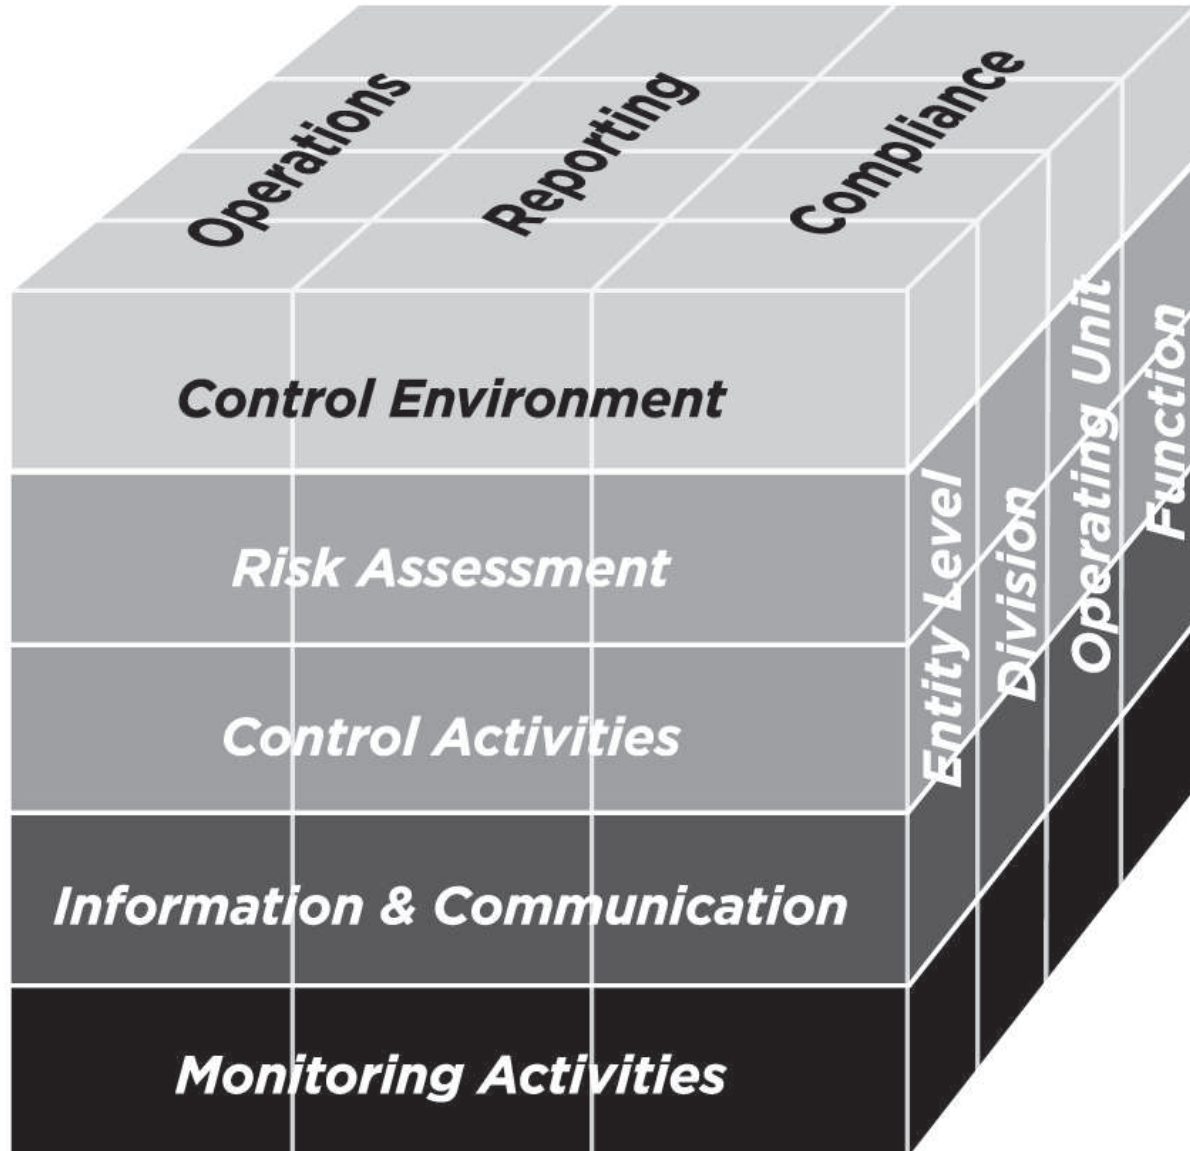 Operations
Reporting
Compliance
Control Environment
Risk Assessment
Control Activities
Information & Communication
Monitoring Activities
Entity Level
Division
Operating Unit
Function